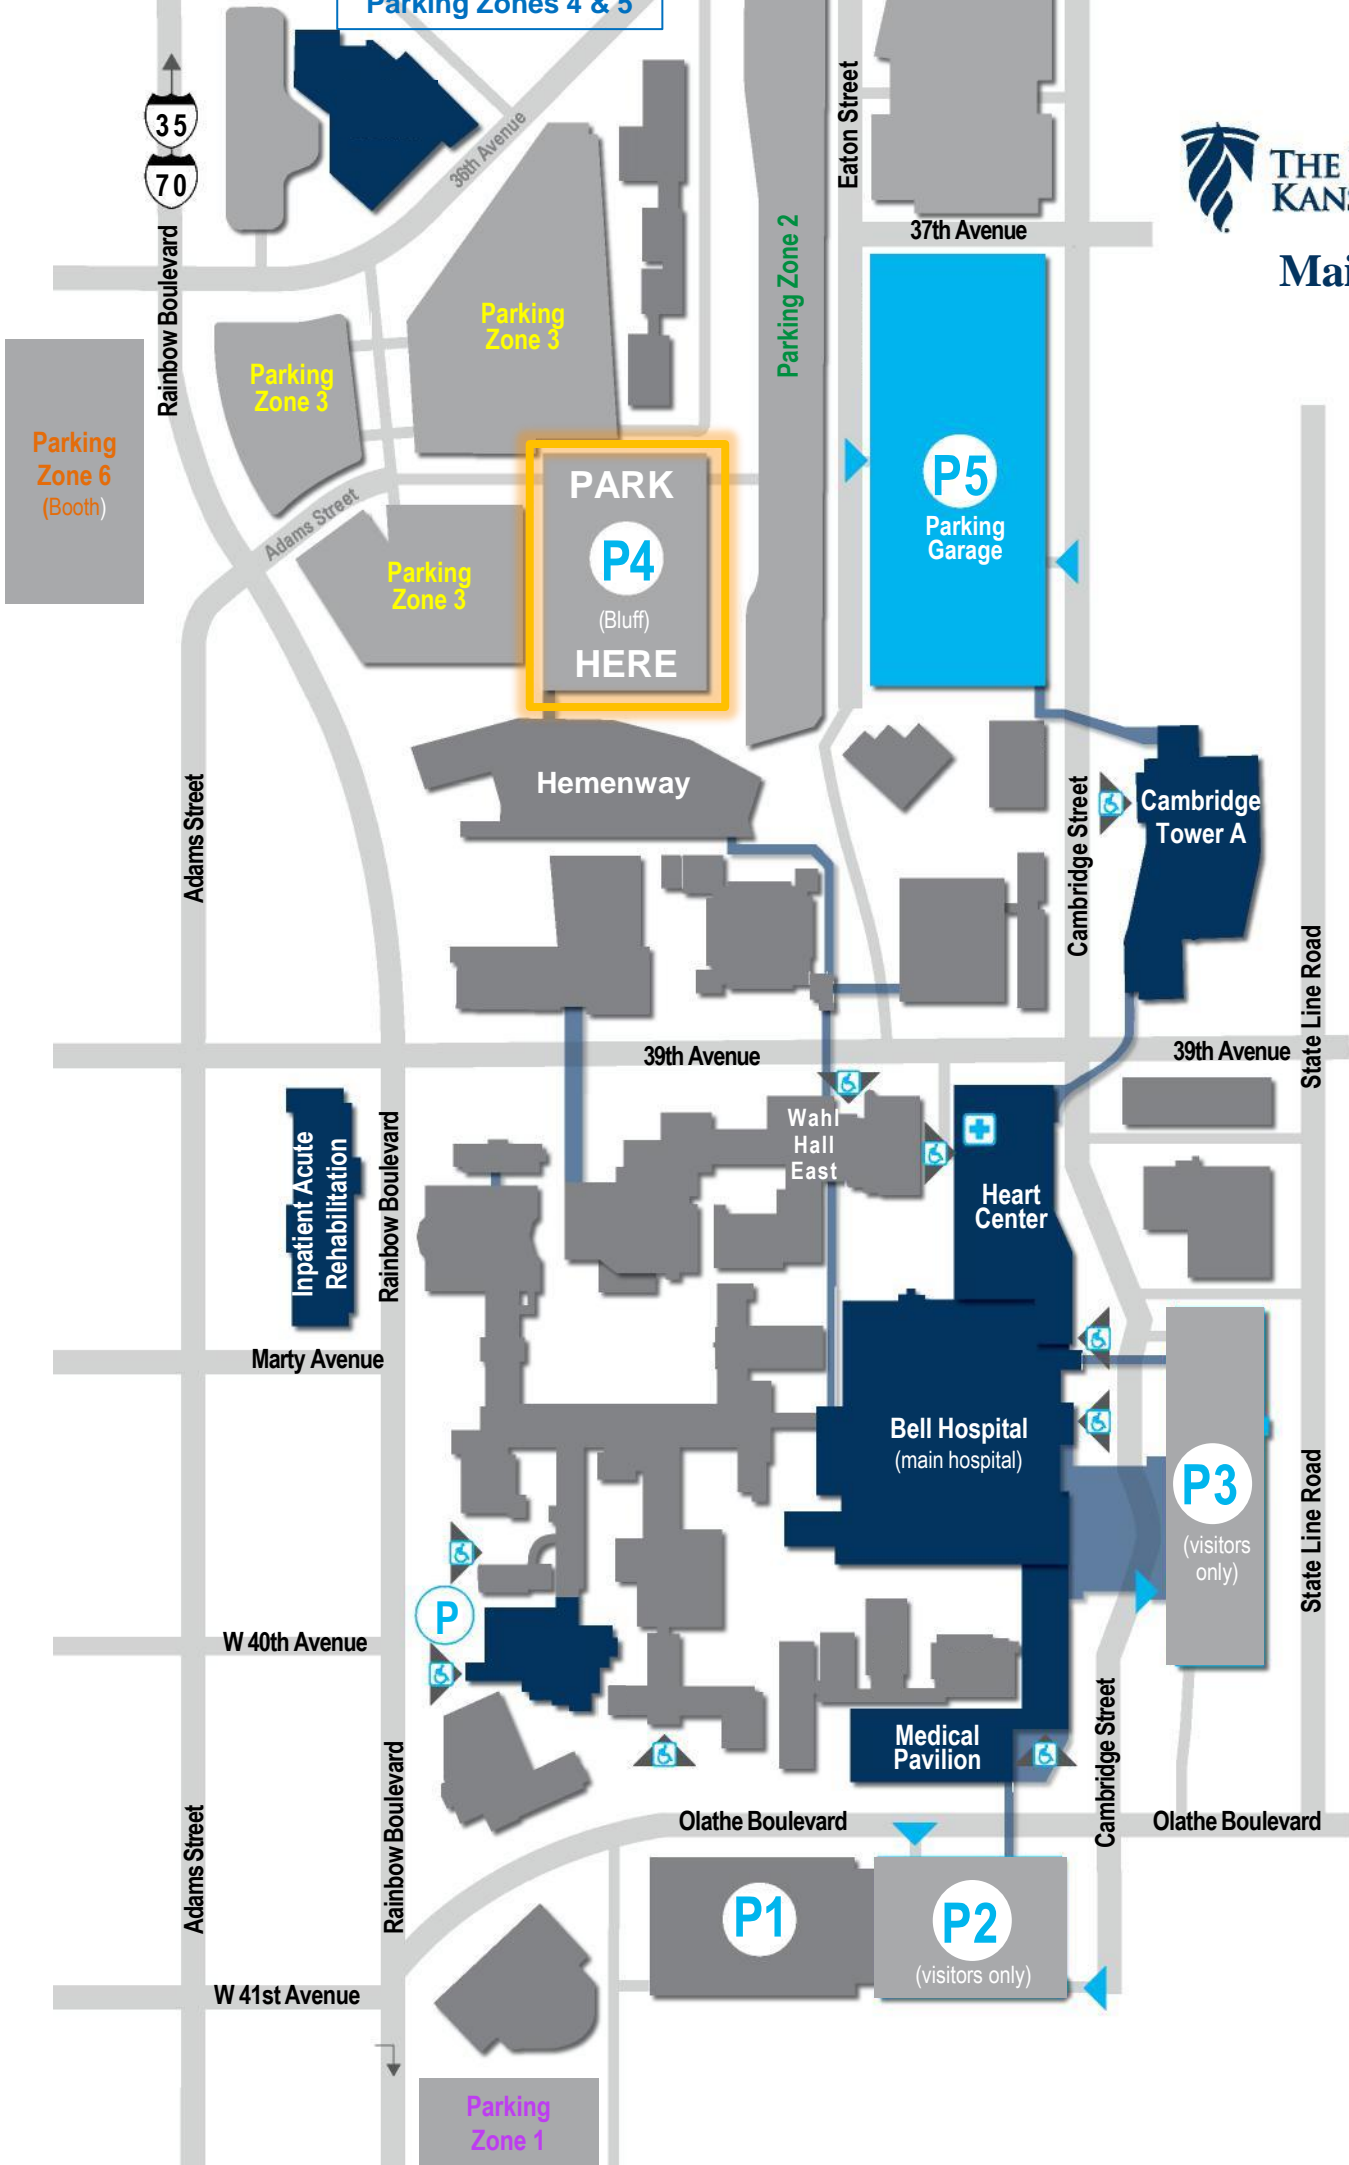 Parking Zones 4 & 5
35
70
36th Avenue
Eaton Street
37th Avenue
THE
KANS
Mai
Rainbow Boulevard
Parking Zone 2
Parking
Zone 3
Parking
Zone 3
Parking
Zone 6
(Booth)
Adams Street
Parking
Zone 3
PARK
P4
(Bluff)
HERE
P5
Parking
Garage
Hemenway
Adams Street
Cambridge Street
Cambridge
Tower A
State Line Road
39th Avenue
39th Avenue
Wahl
Hall
East
Heart
Center
Inpatient Acute
Rehabilitation
Rainbow Boulevard
Marty Avenue
Bell Hospital
(main hospital)
P3
(visitors
only)
State Line Road
P
W 40th Avenue
Medical
Pavilion
Cambridge Street
Olathe Boulevard
Olathe Boulevard
Adams Street
Rainbow Boulevard
P1
P2
(visitors only)
W 41st Avenue
Parking
Zone 1